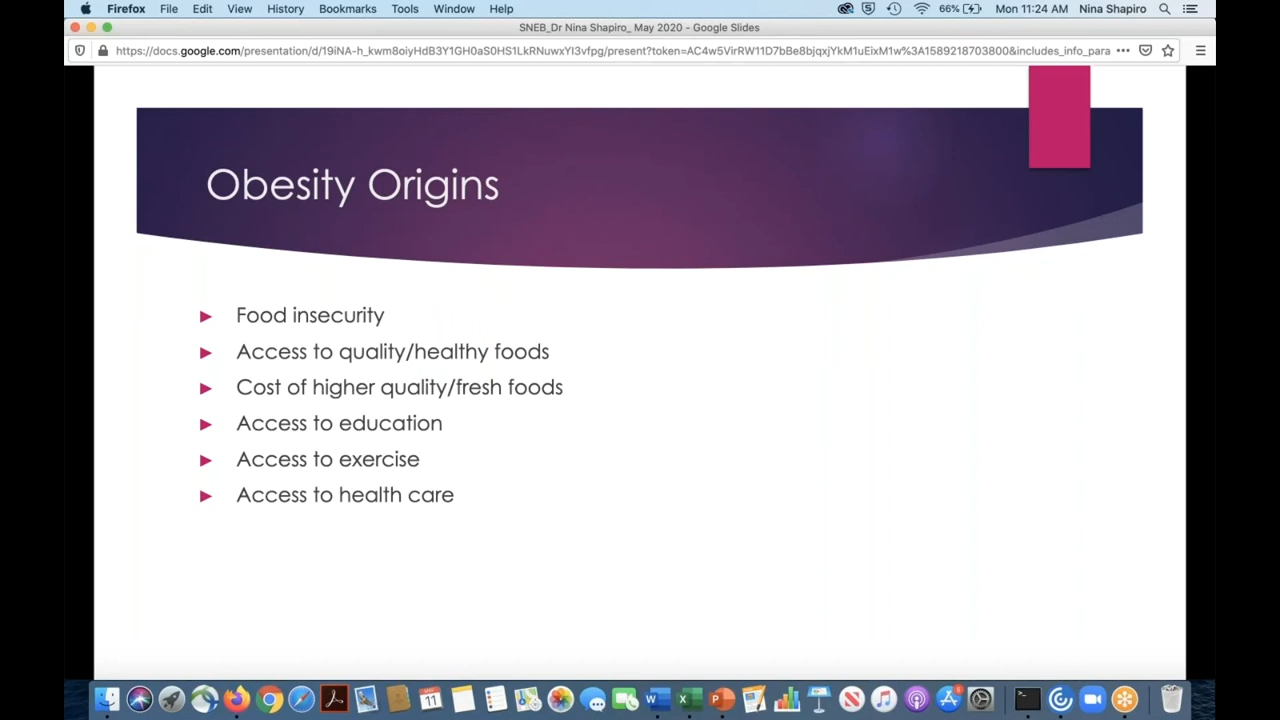 Firefox File Edit View History Bookmarks Tools Window Help 66% Mon 11:24 AM Nina Shapiro
SNEB_Dr Nina Shapiro_ May 2020 - Google Slides
https://docs.google.com/presentation/d/19iNA-h_kwm8oiyHdB3Y1GH0aS0HS1LkRNuwxYI3vfpg/present?token=AC4w5VirRW11D7bBe8bjqxjYkM1uEixM1w%3A1589218703800&includes_info_para
Obesity Origins
Food insecurity
Access to quality/healthy foods
Cost of higher quality/fresh foods
Access to education
Access to exercise
Access to health care